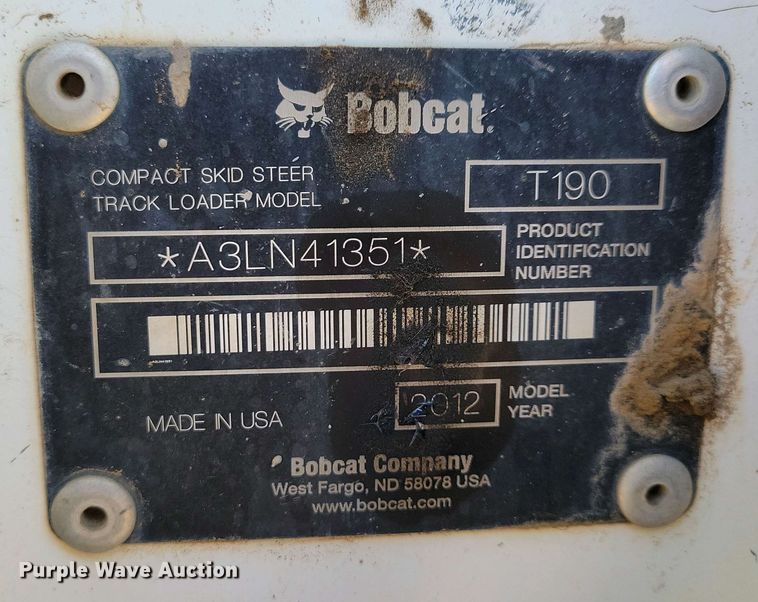 Bobcat.
COMPACT SKID STEER
TRACK LOADER MODEL
T190
*A3LN41351*
PRODUCT
IDENTIFICATION
NUMBER
2012
MODEL
YEAR
MADE IN USA
Bobcat Company
West Fargo, ND 58078 USA
www.bobcat.com
Purple Wave Auction